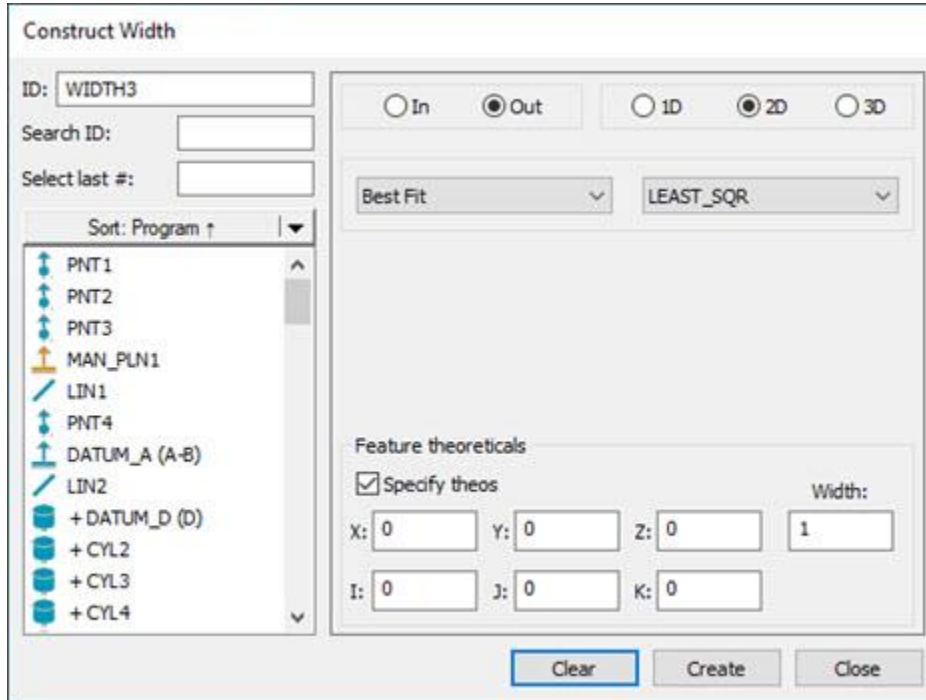 Construct Width
ID: WIDTH3
Search ID:
Select last #:
Sort: Program ↑
PNT1
PNT2
PNT3
MAN_PLN1
LIN1
PNT4
DATUM_A (A-B)
LIN2
+ DATUM_D (D)
+ CYL2
+ CYL3
+ CYL4
In Out 1D 2D 3D
Best Fit LEAST_SQR
Feature theoreticals
Specify theos
Width:
X: 0 Y: 0 Z: 0 1
I: 0 J: 0 K: 0
Clear Create Close